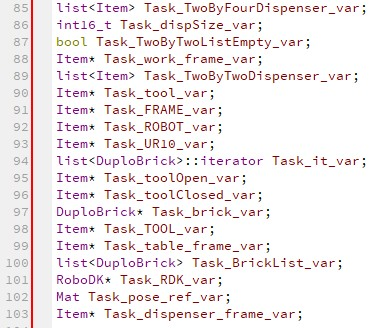 85 list<Item> Task_TwoByFourDispenser_var;
86 int16_t Task_dispSize_var;
87 bool Task_TwoByTwoListEmpty_var;
88 Item* Task_work_frame_var;
89 list<Item> Task_TwoByTwoDispenser_var;
90 Item* Task_tool_var;
91 Item* Task_FRAME_var;
92 Item* Task_ROBOT_var;
93 Item* Task_UR10_var;
94 list<DuploBrick>::iterator Task_it_var;
95 Item* Task_toolOpen_var;
96 Item* Task_toolClosed_var;
97 DuploBrick* Task_brick_var;
98 Item* Task_TOOL_var;
99 Item* Task_table_frame_var;
100 list<DuploBrick> Task_BrickList_var;
101 RoboDK* Task_RDK_var;
102 Mat Task_pose_ref_var;
103 Item* Task_dispenser_frame_var;